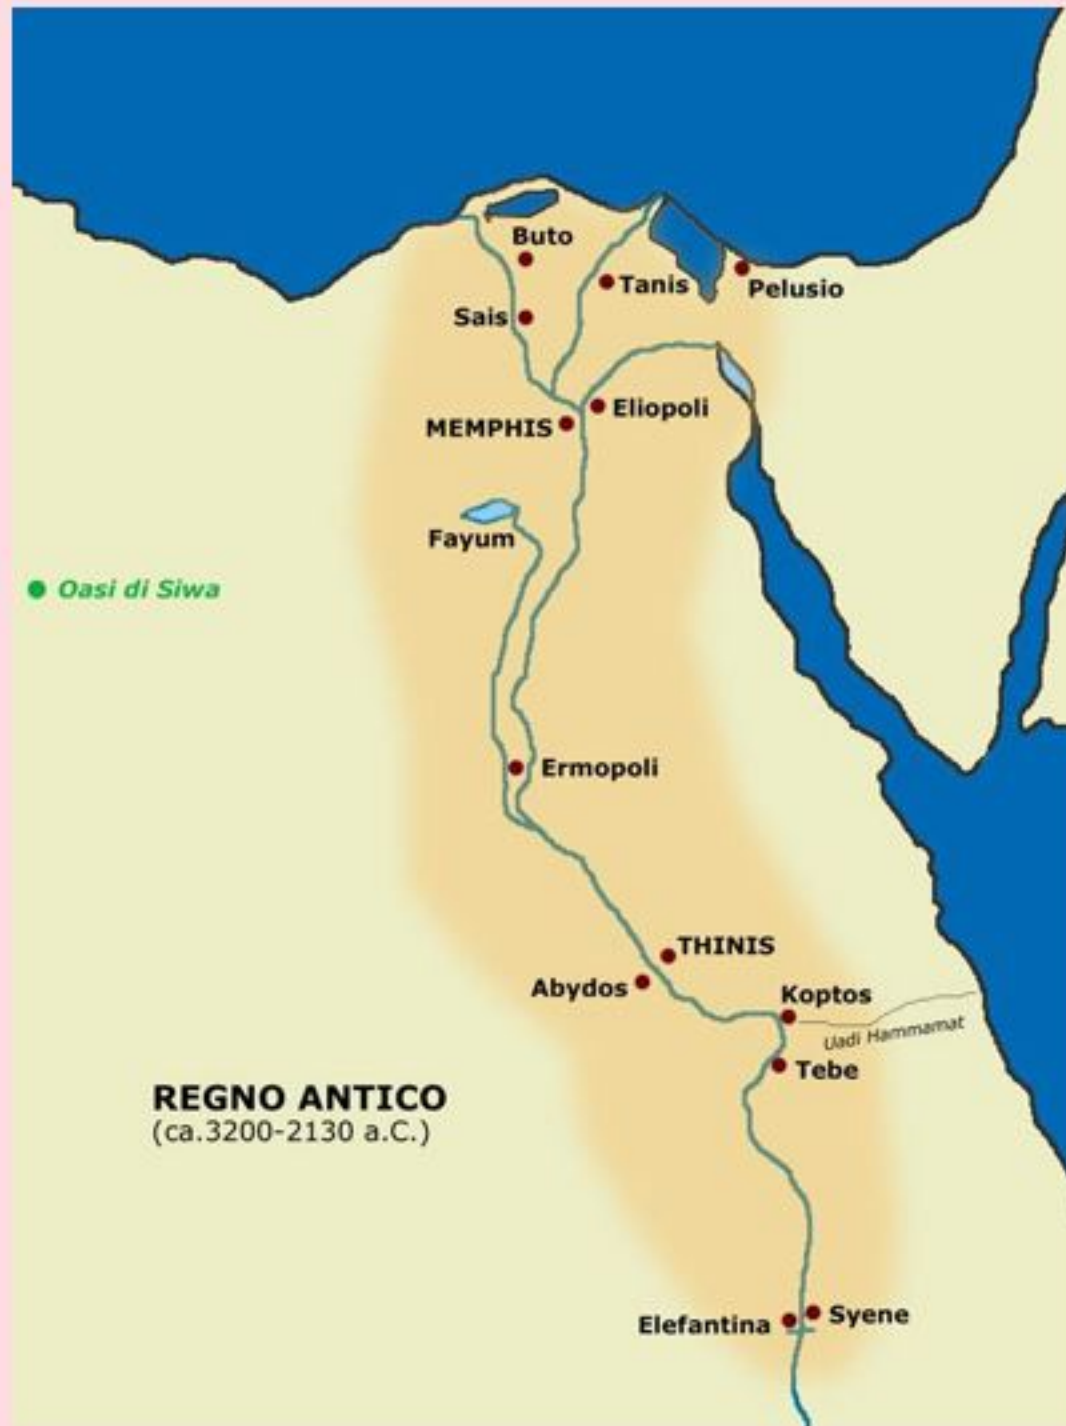 Buto
Tanis
Pelusio
Sais
Eliopoli
MEMPHIS
Fayum
Oasi di Siwa
Ermopoli
THINIS
Abydos
Koptos
Uadi Hammamat
Tebe
REGNO ANTICO
(ca.3200-2130 a.C.)
Elefantina
Syene